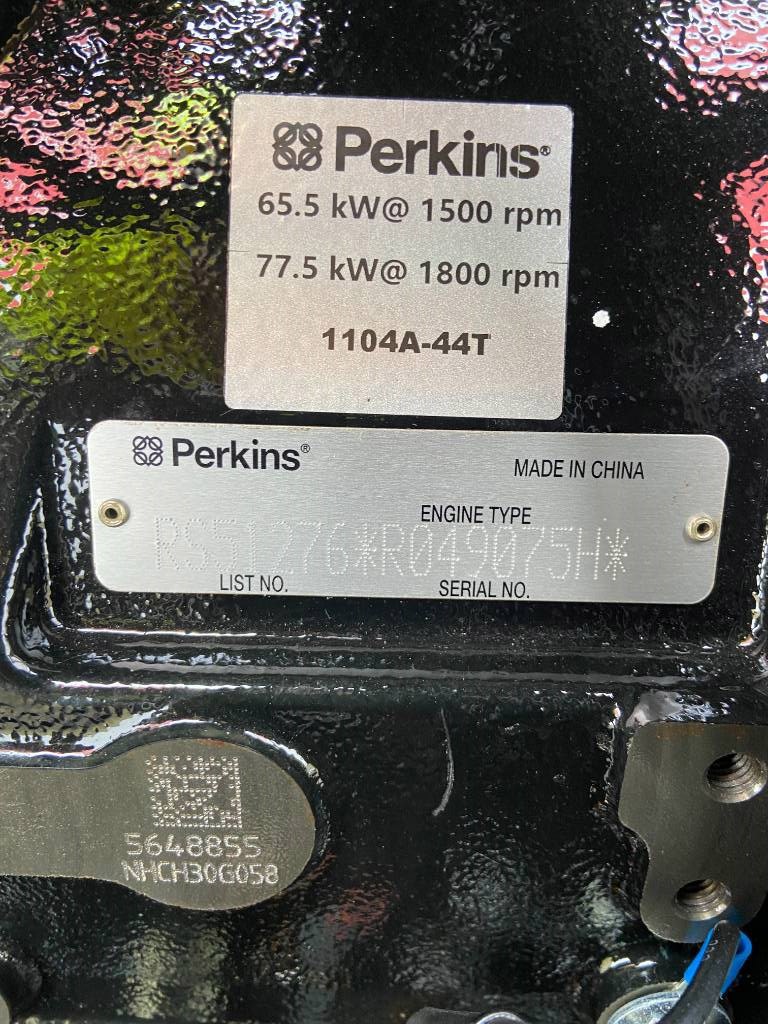 Perkins®
65.5 kW@ 1500 rpm
77.5 kW@ 1800 rpm
1104A-44T
Perkins®
MADE IN CHINA
ENGINE TYPE
RS51276*R049075H*
LIST NO. SERIAL NO.
5648855
NHCH30G058